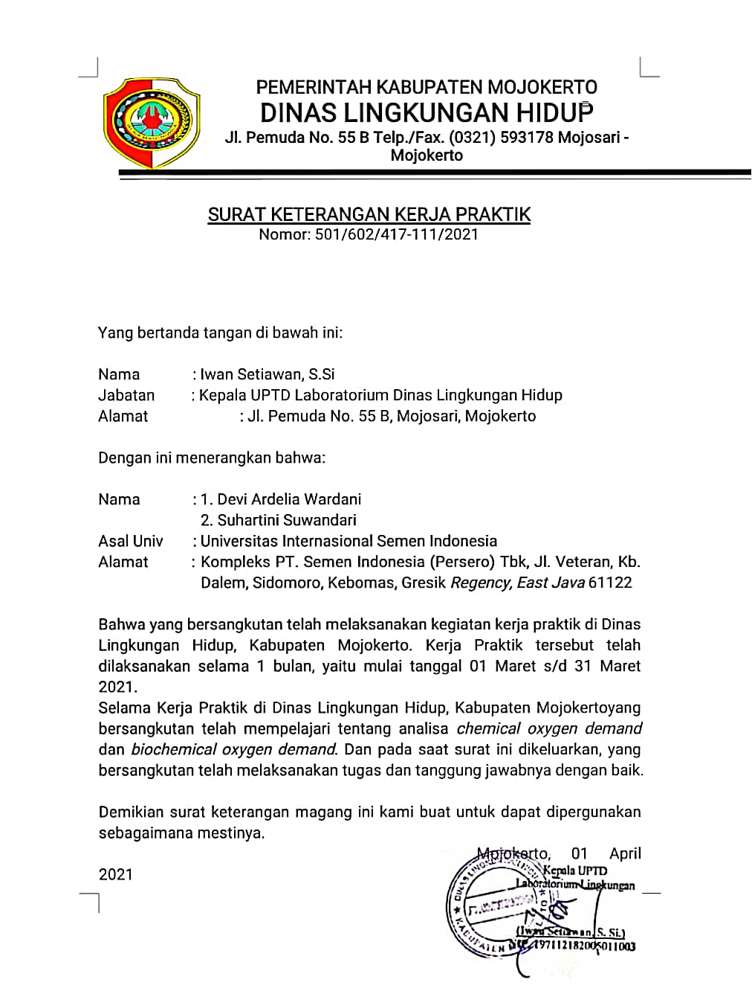 PEMERINTAH KABUPATEN MOJOKERTO
DINAS LINGKUNGAN HIDUP
Jl. Pemuda No. 55 B Telp./Fax. (0321) 593178 Mojosari -
Mojokerto
SURAT KETERANGAN KERJA PRAKTIK
Nomor: 501/602/417-111/2021
Yang bertanda tangan di bawah ini:
Nama : Iwan Setiawan, S.Si
Jabatan : Kepala UPTD Laboratorium Dinas Lingkungan Hidup
Alamat : Jl. Pemuda No. 55 B, Mojosari, Mojokerto
Dengan ini menerangkan bahwa:
Nama : 1. Devi Ardelia Wardani
2. Suhartini Suwandari
Asal Univ : Universitas Internasional Semen Indonesia
Alamat : Kompleks PT. Semen Indonesia (Persero) Tbk, Jl. Veteran, Kb.
Dalem, Sidomoro, Kebomas, Gresik Regency, East Java 61122
Bahwa yang bersangkutan telah melaksanakan kegiatan kerja praktik di Dinas
Lingkungan Hidup, Kabupaten Mojokerto. Kerja Praktik tersebut telah
dilaksanakan selama 1 bulan, yaitu mulai tanggal 01 Maret s/d 31 Maret
2021.
Selama Kerja Praktik di Dinas Lingkungan Hidup, Kabupaten Mojokertoyang
bersangkutan telah mempelajari tentang analisa chemical oxygen demand
dan biochemical oxygen demand. Dan pada saat surat ini dikeluarkan, yang
bersangkutan telah melaksanakan tugas dan tanggung jawabnya dengan baik.
Demikian surat keterangan magang ini kami buat untuk dapat dipergunakan
sebagaimana mestinya.
Mojokerto, 01 April
2021
Kepala UPTD
Laboratorium Lingkungan
(Iwan Setiawan, S. Si.)
197112182005011003
KABUPATEN